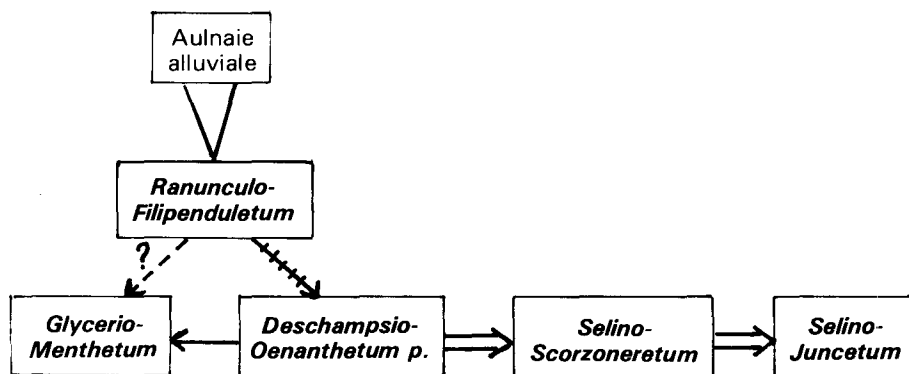 Aulnaie
alluviale
Ranunculo-
Filipenduletum
?
Glycerio-
Menthetum
Deschampsio-
Oenanthetum p.
Selino-
Scorzoneretum
Selino-
Juncetum